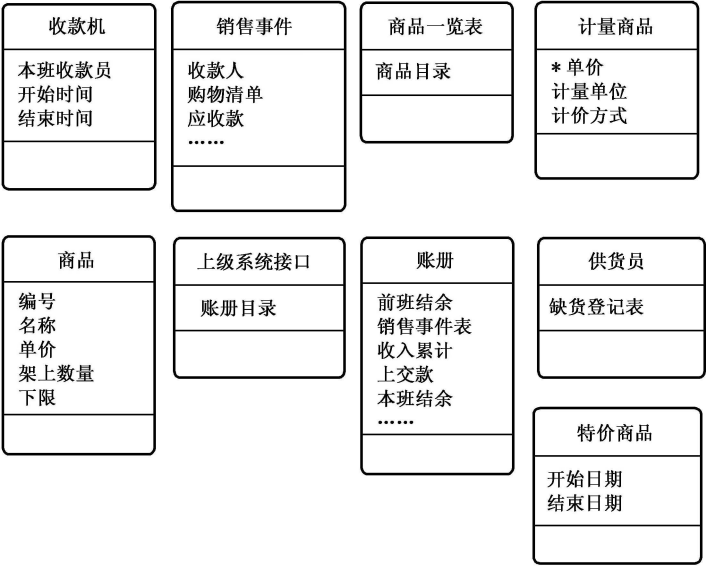 收款机
本班收款员
开始时间
结束时间
销售事件
收款人
购物清单
应收款
……
商品一览表
商品目录
计量商品
*单价
计量单位
计价方式
商品
编号
名称
单价
架上数量
下限
上级系统接口
账册目录
账册
前班结余
销售事件表
收入累计
上交款
本班结余
……
供货员
缺货登记表
特价商品
开始日期
结束日期